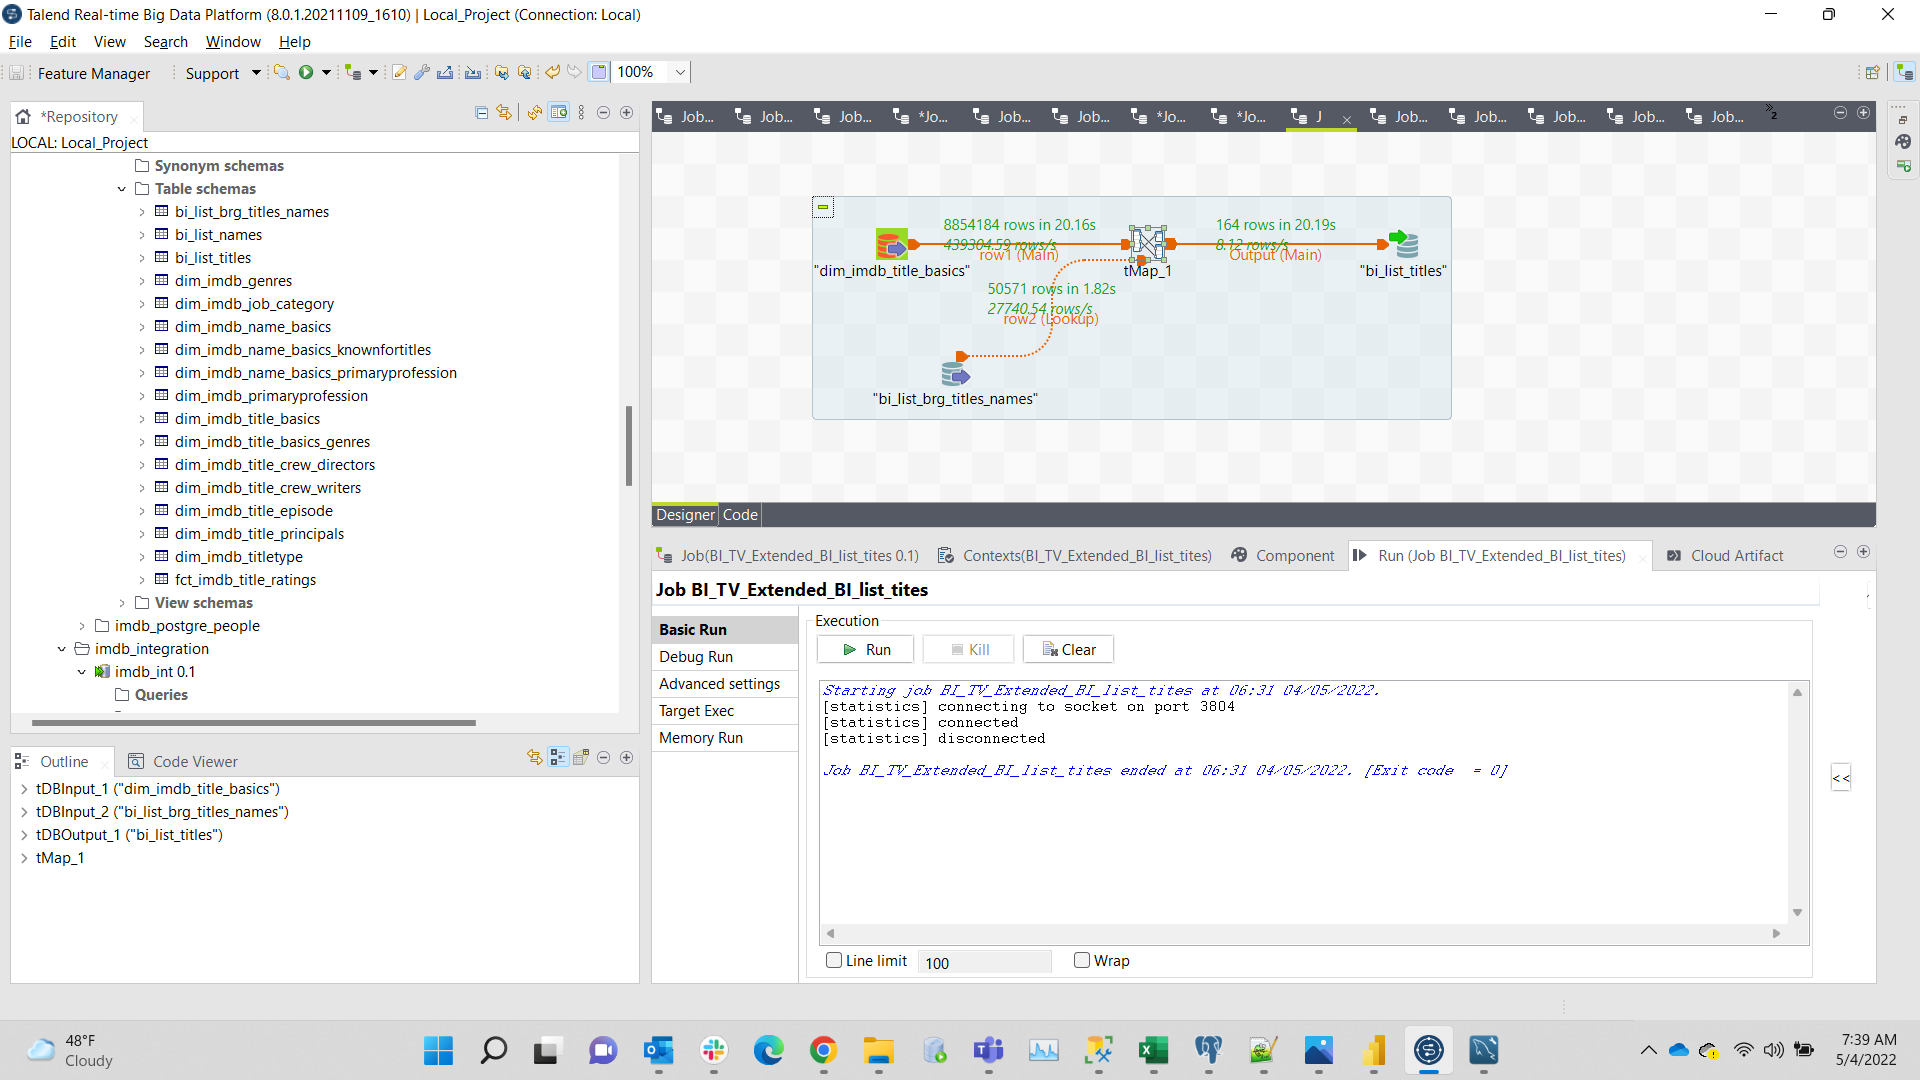 Talend Real-time Big Data Platform (8.0.1.20211109_1610) | Local_Project (Connection: Local)
File Edit View Search Window Help
Feature Manager Support 100%
*Repository
LOCAL: Local_Project
Synonym schemas
Table schemas
bi_list_brg_titles_names
bi_list_names
bi_list_titles
dim_imdb_genres
dim_imdb_job_category
dim_imdb_name_basics
dim_imdb_name_basics_knownfortitles
dim_imdb_name_basics_primaryprofession
dim_imdb_primaryprofession
dim_imdb_title_basics
dim_imdb_title_basics_genres
dim_imdb_title_crew_directors
dim_imdb_title_crew_writers
dim_imdb_title_episode
dim_imdb_title_principals
dim_imdb_titletype
fct_imdb_title_ratings
View schemas
imdb_postgre_people
imdb_integration
imdb_int 0.1
Queries
Outline Code Viewer
tDBInput_1 ("dim_imdb_title_basics")
tDBInput_2 ("bi_list_brg_titles_names")
tDBOutput_1 ("bi_list_titles")
tMap_1
Job... Job... Job... *Jo... Job... Job... *Jo... *Jo... J Job... Job... Job... Job... Job... 2
8854184 rows in 20.16s
439304.59 rows/s
row1 (Main)
164 rows in 20.19s
8.12 rows/s
Output (Main)
"dim_imdb_title_basics" tMap_1 "bi_list_titles"
50571 rows in 1.82s
27740.54 rows/s
row2 (Lookup)
"bi_list_brg_titles_names"
Designer Code
Job(BI_TV_Extended_BI_list_tites 0.1) Contexts(BI_TV_Extended_BI_list_tites) Component Run (Job BI_TV_Extended_BI_list_tites) Cloud Artifact
Job BI_TV_Extended_BI_list_tites
Basic Run
Debug Run
Advanced settings
Target Exec
Memory Run
Execution
Run Kill Clear
Starting job BI_TV_Extended_BI_list_tites at 06:31 04/05/2022.
[statistics] connecting to socket on port 3804
[statistics] connected
[statistics] disconnected
Job BI_TV_Extended_BI_list_tites ended at 06:31 04/05/2022. [Exit code = 0]
<<
Line limit 100 Wrap
48°F
Cloudy
7:39 AM
5/4/2022